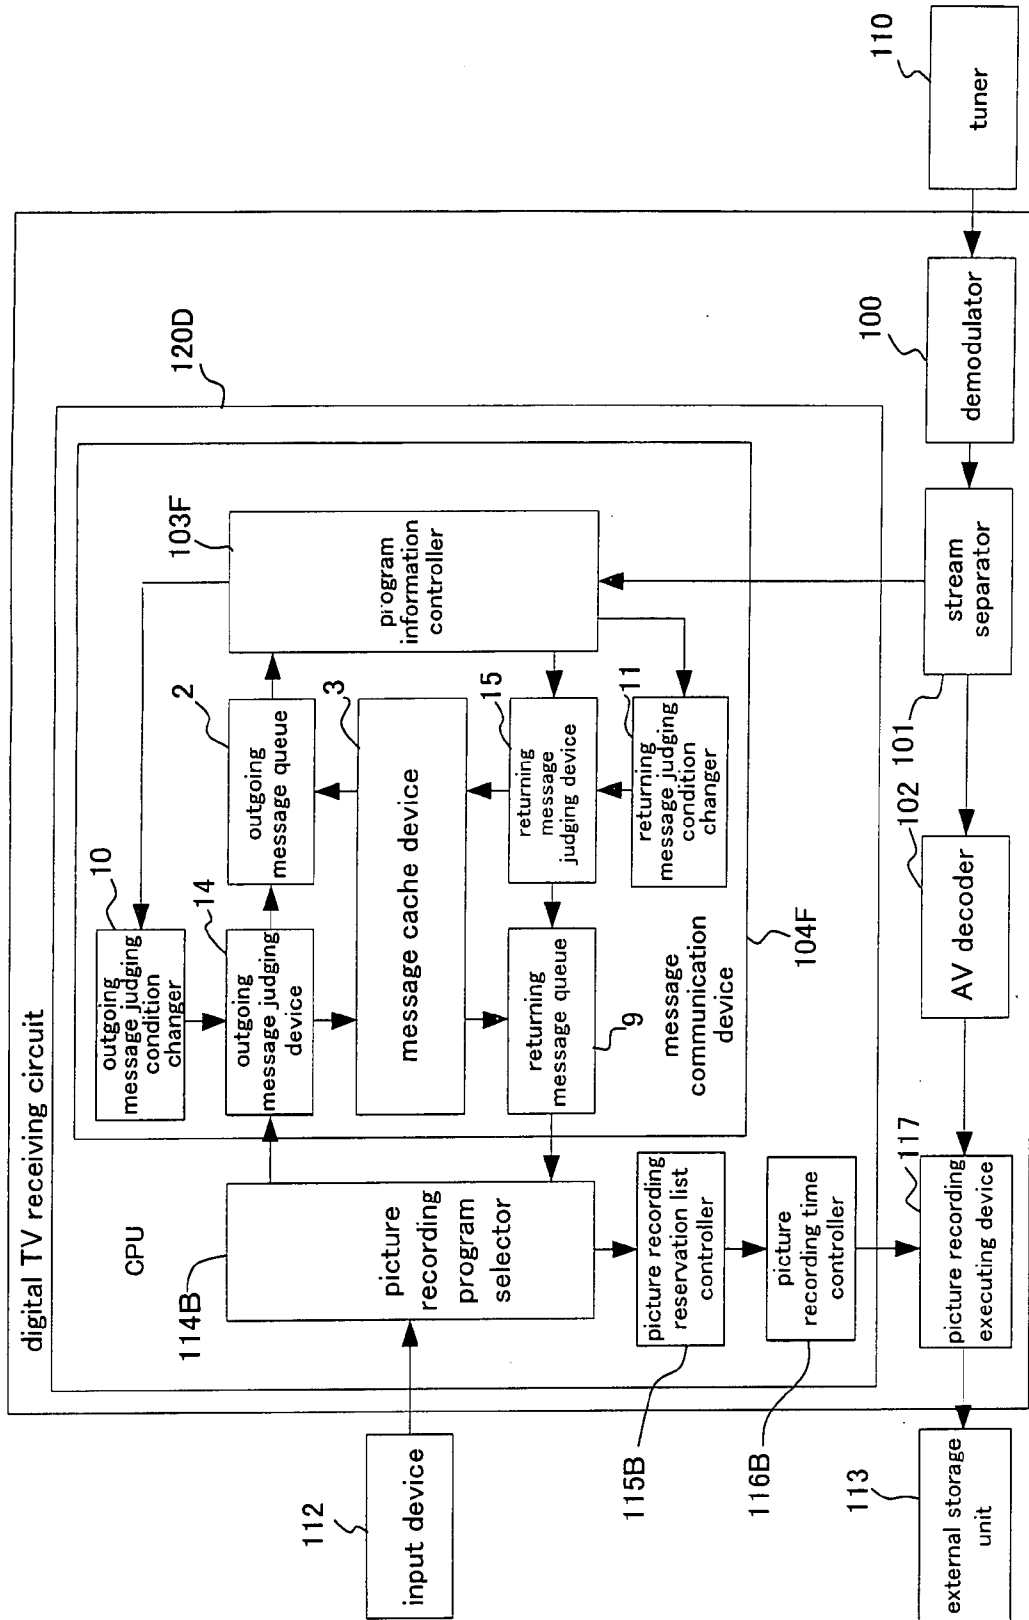 digital TV receiving circuit
CPU
120D
10
outgoing
message judging
condition
changer
14
outgoing
message judging
device
2
outgoing
message queue
103F
program
information
controller
3
message cache device
114B
picture
recording
program
selector
15
returning
message
judging device
9
returning
message queue
11
returning
message judging
condition
changer
message
communication
device
104F
112
input device
115B
picture recording
reservation list
controller
116B
picture
recording time
controller
110
tuner
100
demodulator
101
stream
separator
102
AV decoder
117
picture recording
executing device
113
external storage
unit